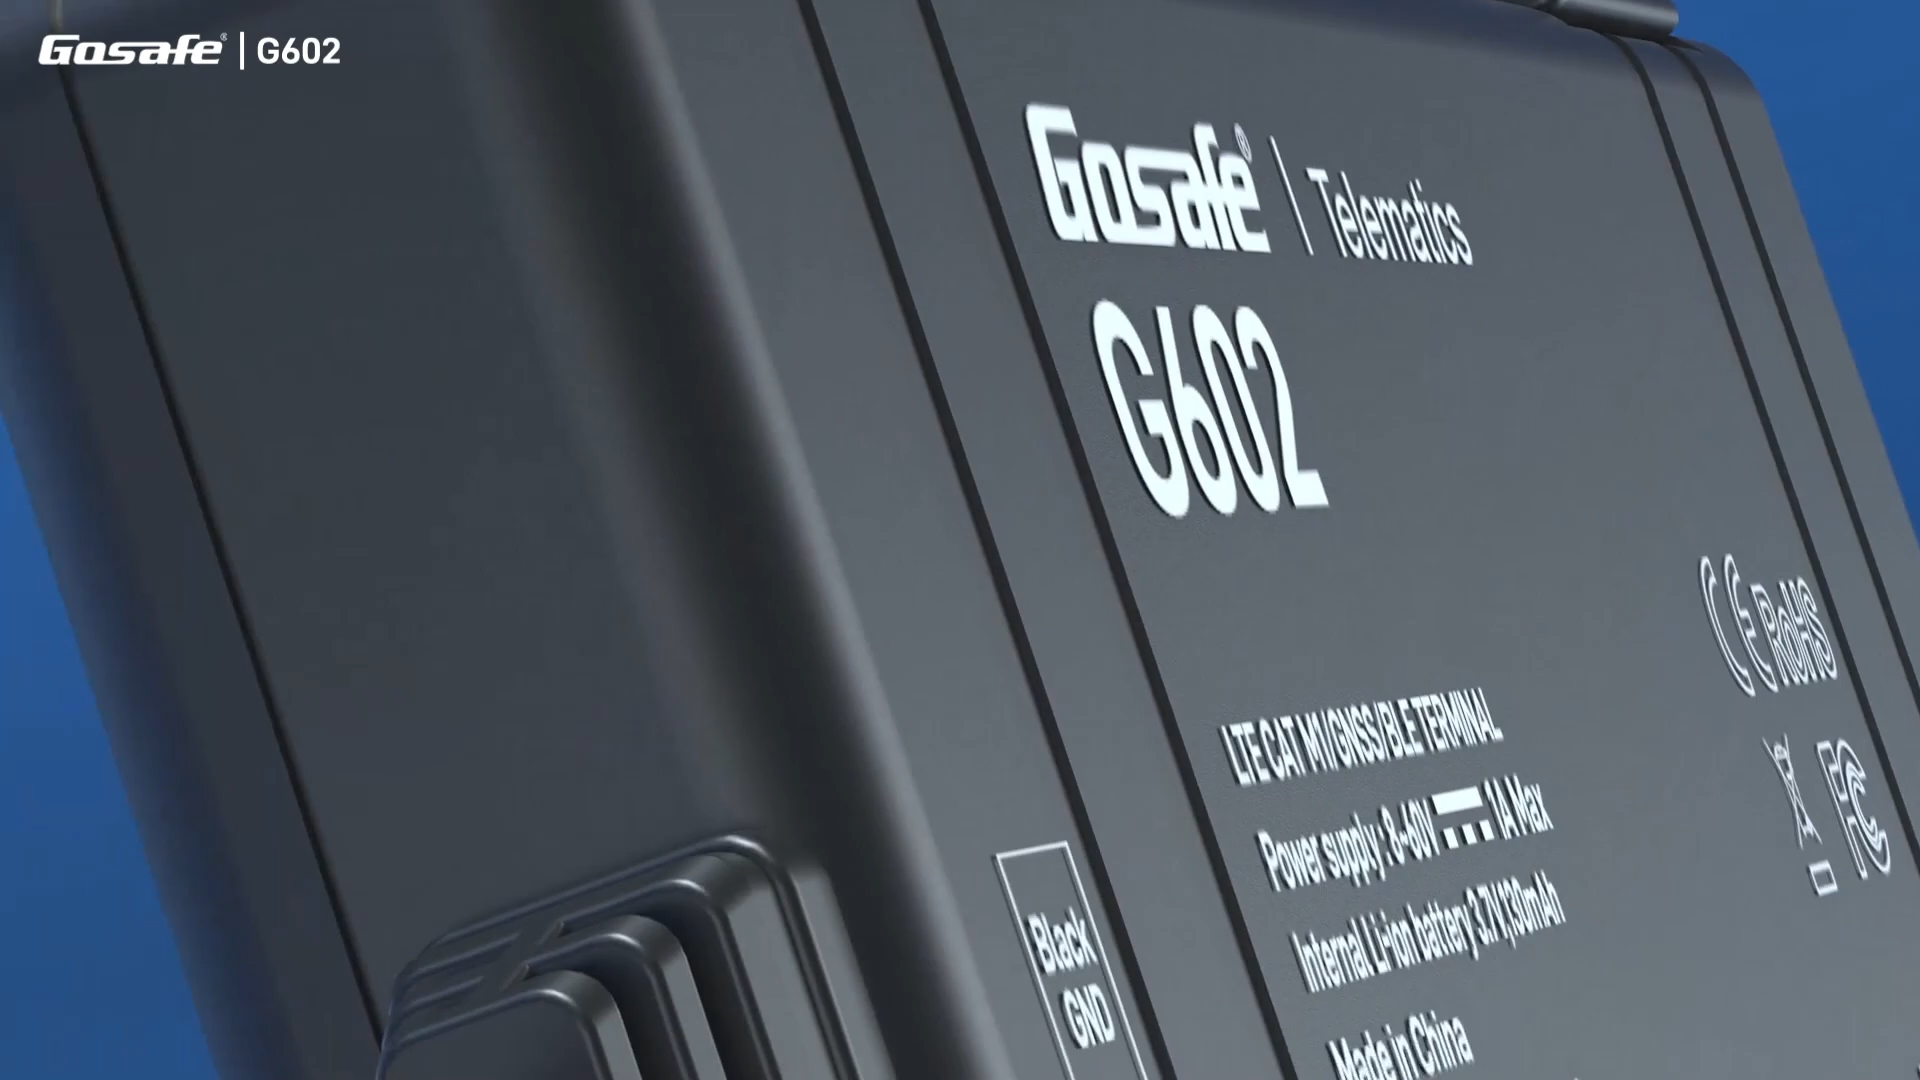 Gosafe® | G602
Gosafe® | Telematics
G602
CE RoHS
FC
LTE CAT M1/GNSS/BLE TERMINAL
Power supply : 8~60V 1A Max
Internal Li-ion battery 3.7V,130mAh
Made in China
Black
GND